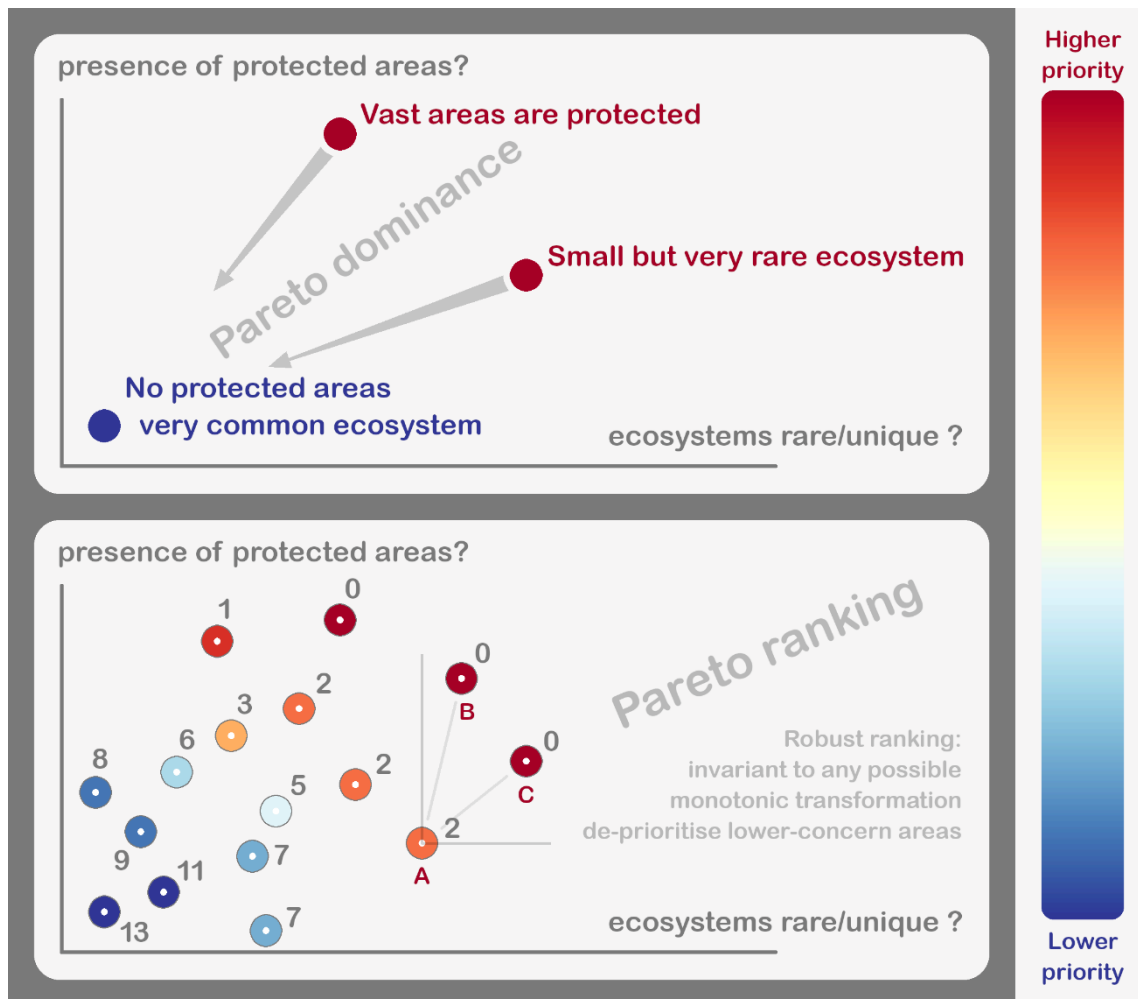 Higher
priority
presence of protected areas?
Vast areas are protected
Pareto dominance
Small but very rare ecosystem
No protected areas
very common ecosystem
ecosystems rare/unique ?
presence of protected areas?
0
1
0
B
2
3
6
8
2
0
C
5
2
A
9
7
11
13
7
Pareto ranking
Robust ranking:
invariant to any possible
monotonic transformation
de-prioritise lower-concern areas
ecosystems rare/unique ?
Lower
priority